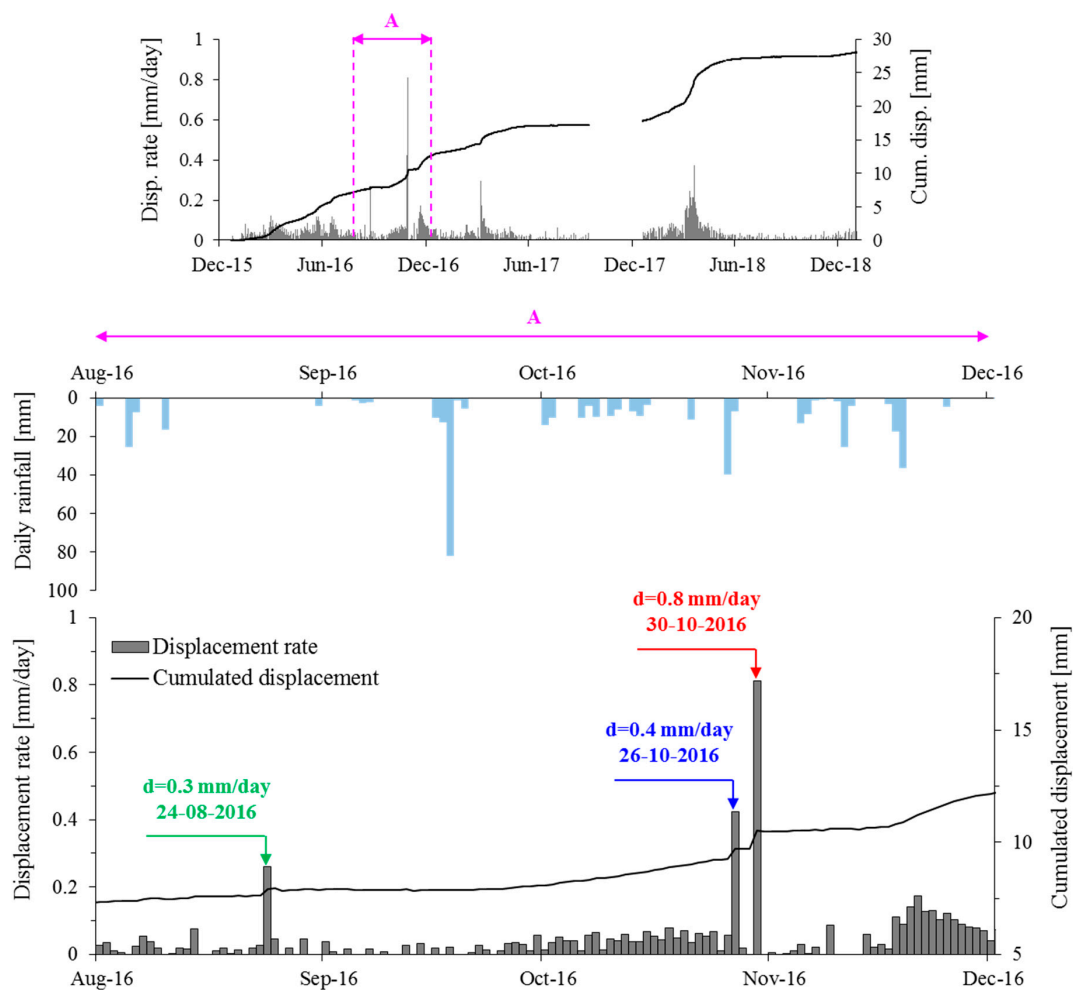 A
Disp. rate [mm/day]
1
0.8
0.6
0.4
0.2
0
Cum. disp. [mm]
30
25
20
15
10
5
0
Dec-15 Jun-16 Dec-16 Jun-17 Dec-17 Jun-18 Dec-18
A
Aug-16 Sep-16 Oct-16 Nov-16 Dec-16
Daily rainfall [mm]
0
20
40
60
80
100
Displacement rate [mm/day]
1
0.8
0.6
0.4
0.2
0
Displacement rate
Cumulated displacement
d=0.3 mm/day
24-08-2016
d=0.4 mm/day
26-10-2016
d=0.8 mm/day
30-10-2016
Cumulated displacement [mm]
20
15
10
5
Aug-16 Sep-16 Oct-16 Nov-16 Dec-16